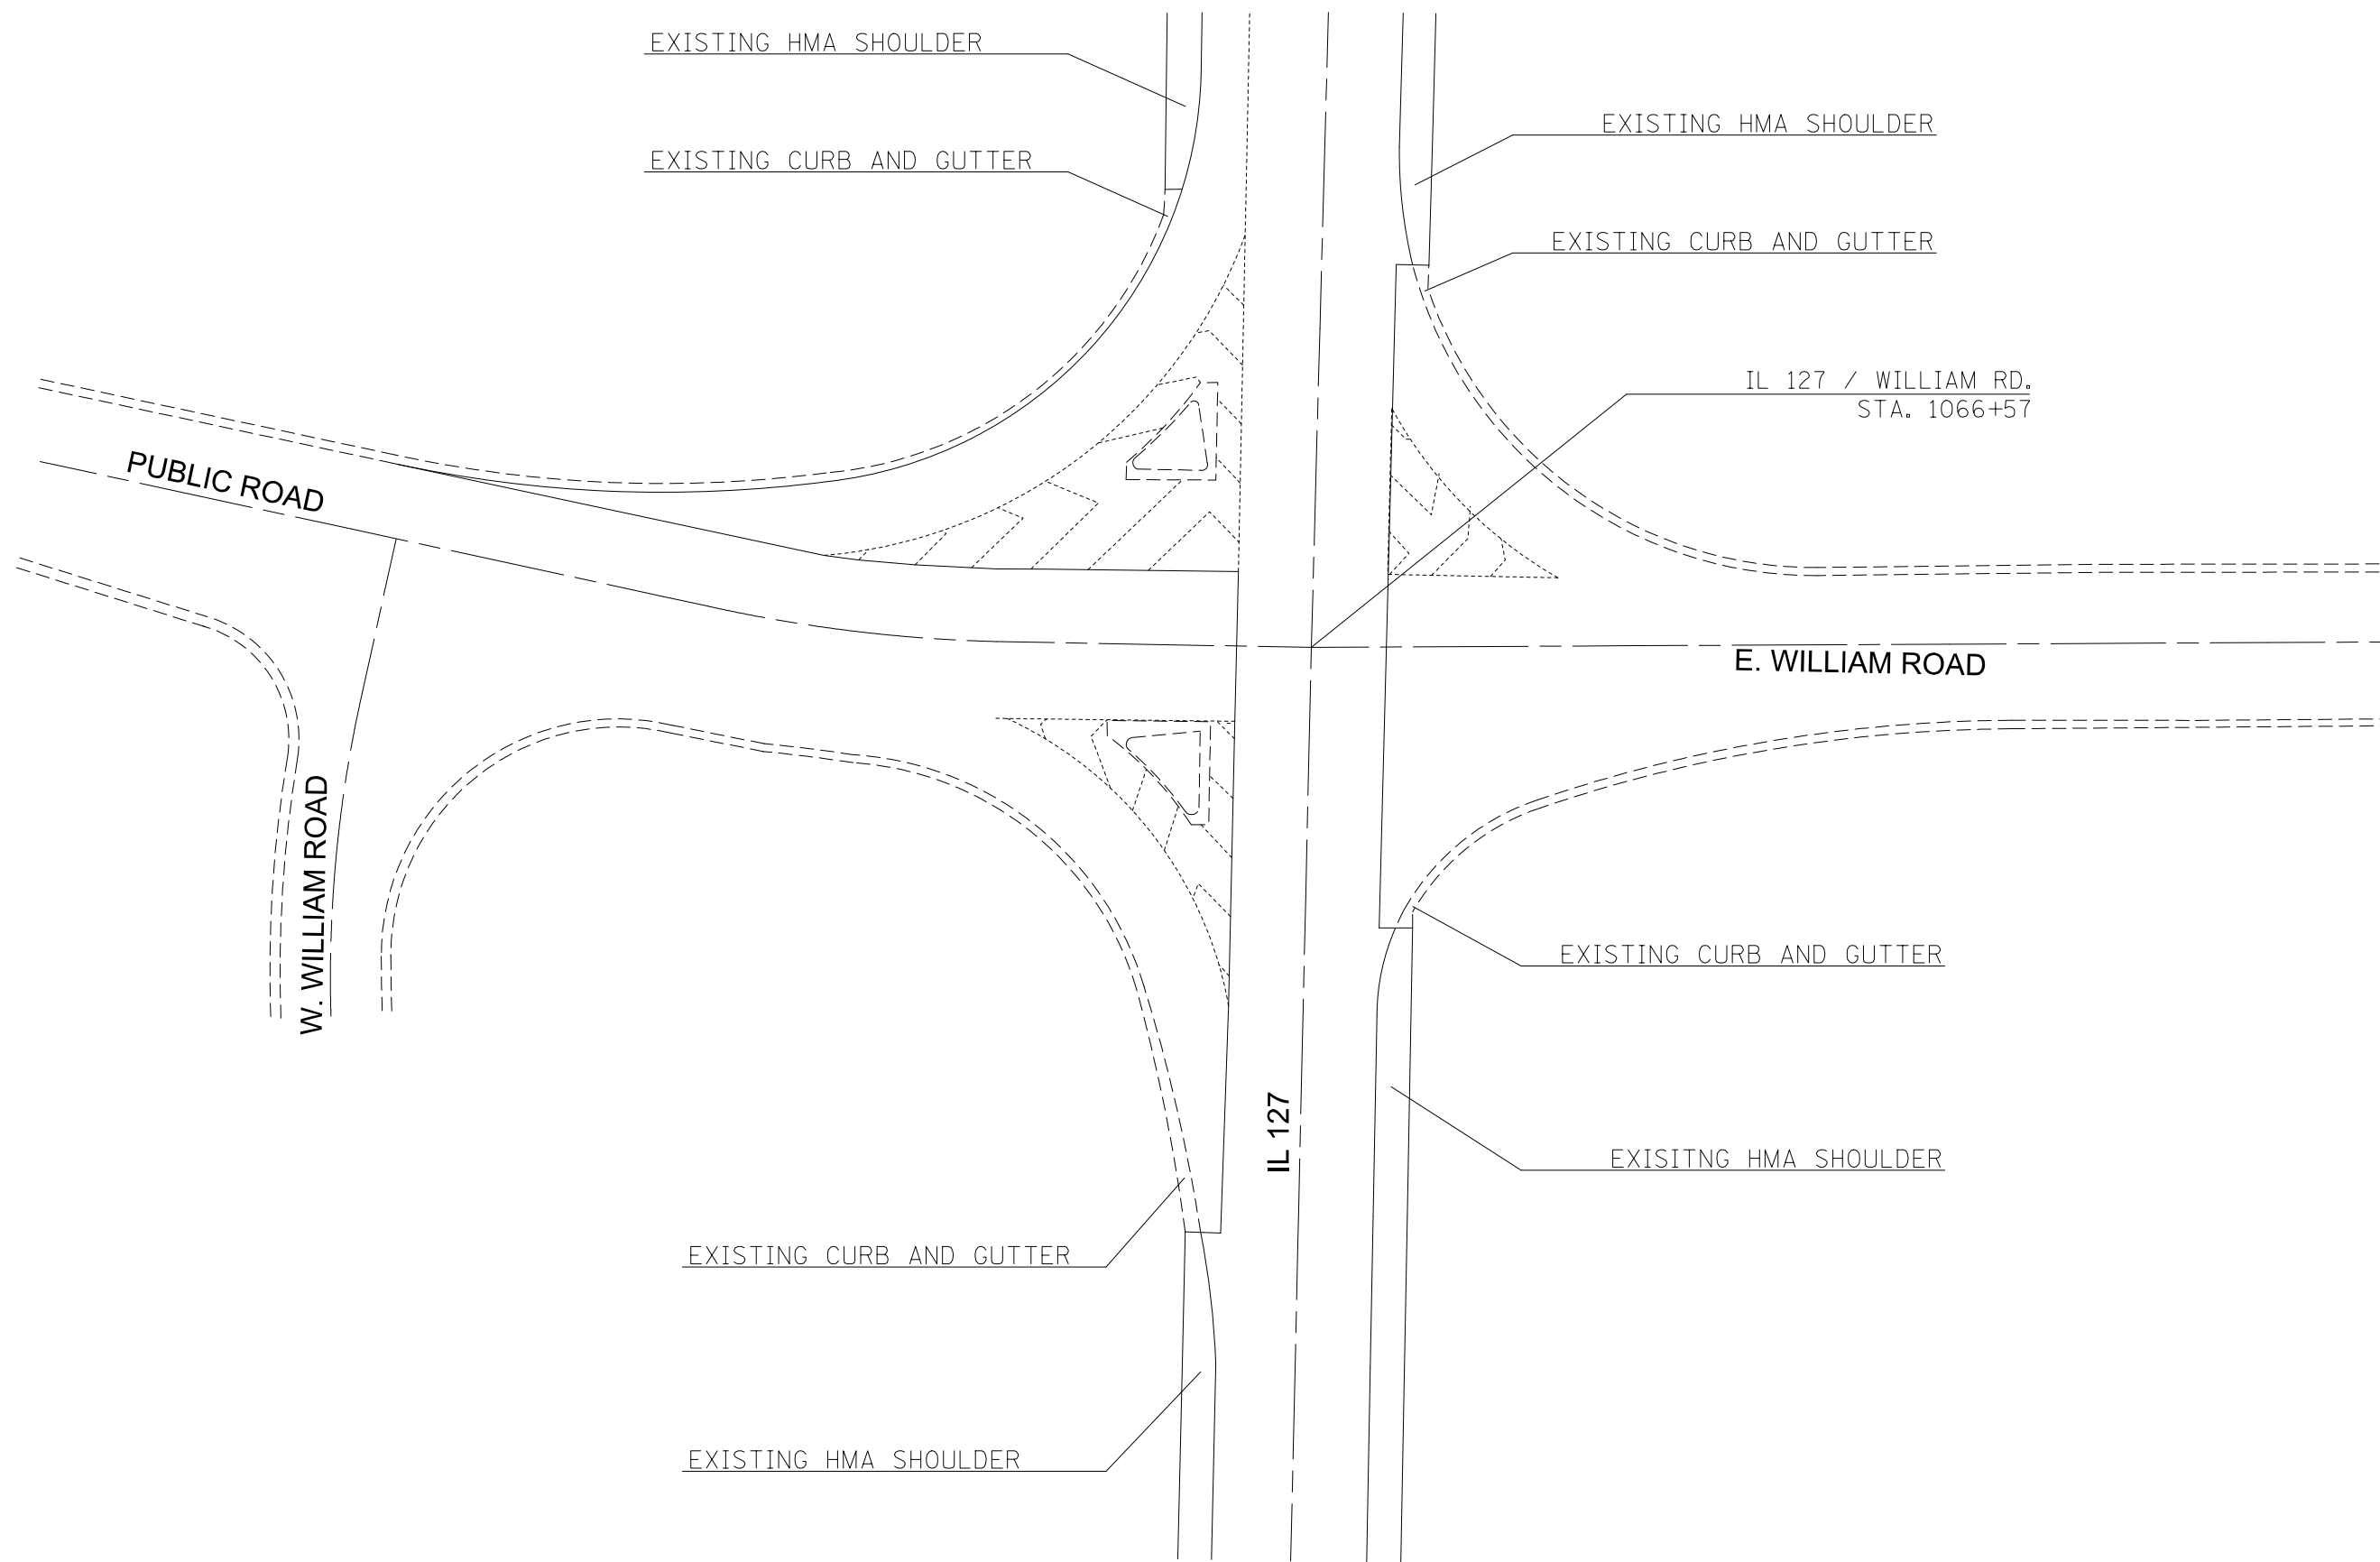 EXISTING HMA SHOULDER
EXISTING HMA SHOULDER
EXISTING CURB AND GUTTER
EXISTING CURB AND GUTTER
IL 127 / WILLIAM RD.
STA. 1066+57
PUBLIC ROAD
E. WILLIAM ROAD
W. WILLIAM ROAD
EXISTING CURB AND GUTTER
IL 127
EXISITNG HMA SHOULDER
EXISTING CURB AND GUTTER
EXISTING HMA SHOULDER